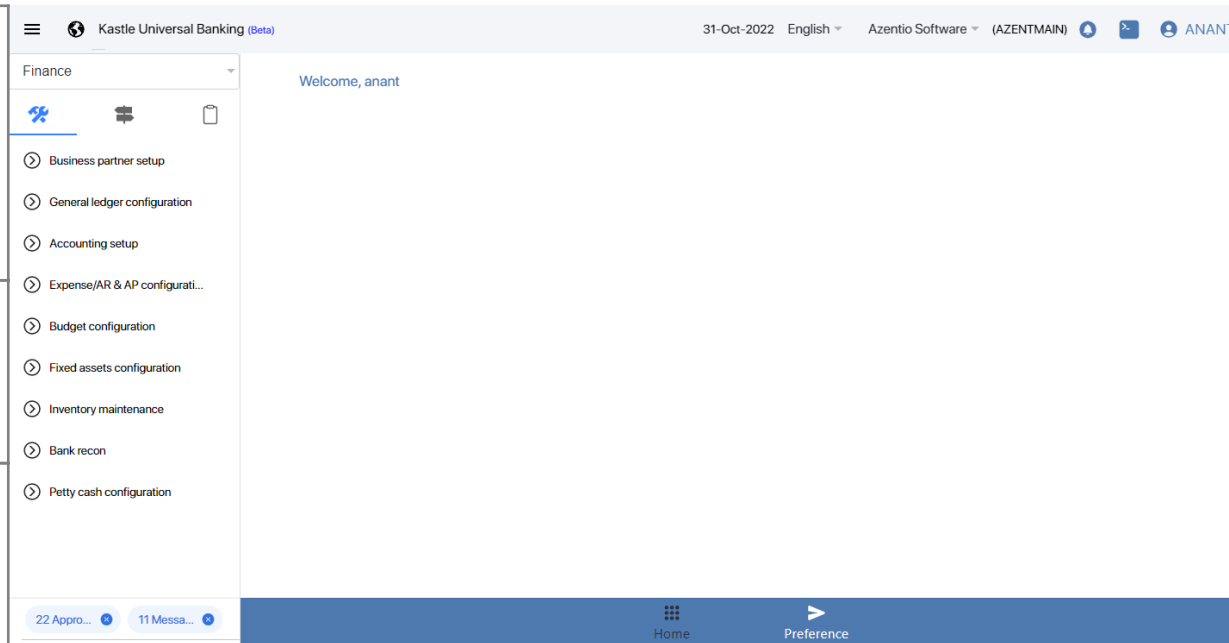 Kastle Universal Banking (Beta)
31-Oct-2022 English Azentio Software (AZENTMAIN) ANANT
Finance
Welcome, anant
Business partner setup
General ledger configuration
Accounting setup
Expense/AR & AP configurati...
Budget configuration
Fixed assets configuration
Inventory maintenance
Bank recon
Petty cash configuration
22 Appro... 11 Messa...
Home Preference